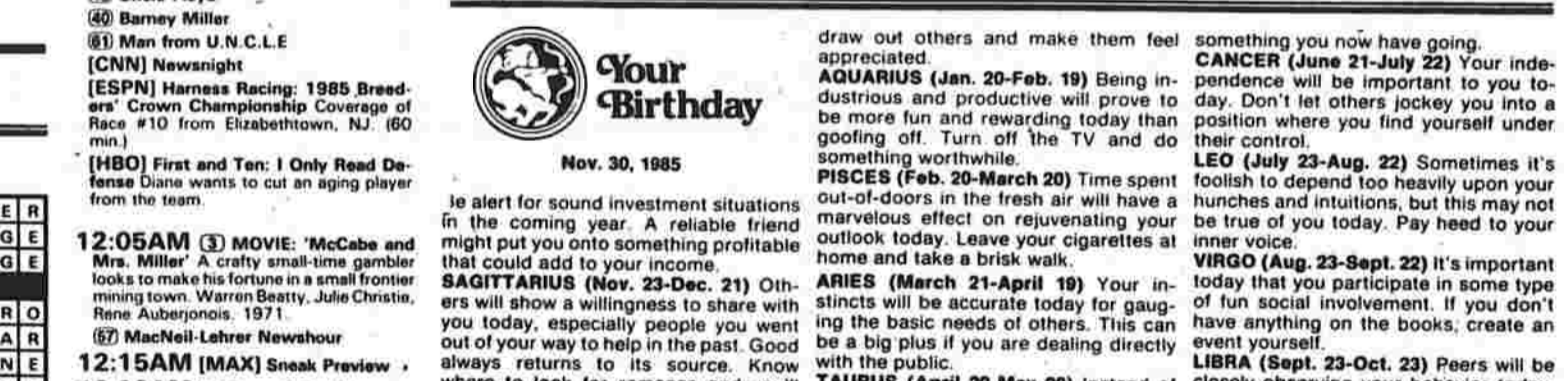 (40) Barney Miller
(61) Man from U.N.C.L.E
[CNN] Newsnight
[ESPN] Harness Racing: 1985 Breed-
ers' Crown Championship Coverage of
Race #10 from Elizabethtown, NJ. (60
min.)
[HBO] First and Ten: I Only Read De-
fense Diane wants to cut an aging player
from the team.
12:05AM (3) MOVIE: 'McCabe and
Mrs. Miller' A crafty small-time gambler
looks to make his fortune in a small frontier
mining town. Warren Beatty, Julie Christie,
Rene Auberjonois. 1971.
(57) MacNeil-Lehrer Newshour
12:15AM [MAX] Sneak Preview
E R
G E
G E
R O
A R
N E
Your
Birthday
Nov. 30, 1985
le alert for sound investment situations
in the coming year. A reliable friend
might put you onto something profitable
that could add to your income.
SAGITTARIUS (Nov. 23-Dec. 21) Oth-
ers will show a willingness to share with
you today, especially people you went
out of your way to help in the past. Good
always returns to its source. Know
where to look for romance
draw out others and make them feel
appreciated.
AQUARIUS (Jan. 20-Feb. 19) Being in-
dustrious and productive will prove to
be more fun and rewarding today than
goofing off. Turn off the TV and do
something worthwhile.
PISCES (Feb. 20-March 20) Time spent
out-of-doors in the fresh air will have a
marvelous effect on rejuvenating your
outlook today. Leave your cigarettes at
home and take a brisk walk.
ARIES (March 21-April 19) Your in-
stincts will be accurate today for gaug-
ing the basic needs of others. This can
be a big plus if you are dealing directly
with the public.
TAURUS (April 20-May 20) Instead of
something you now have going.
CANCER (June 21-July 22) Your inde-
pendence will be important to you to-
day. Don't let others jockey you into a
position where you find yourself under
their control.
LEO (July 23-Aug. 22) Sometimes it's
foolish to depend too heavily upon your
hunches and intuitions, but this may not
be true of you today. Pay heed to your
inner voice.
VIRGO (Aug. 23-Sept. 22) It's important
today that you participate in some type
of fun social involvement. If you don't
have anything on the books, create an
event yourself.
LIBRA (Sept. 23-Oct. 23) Peers will be
closely observing your behavior today